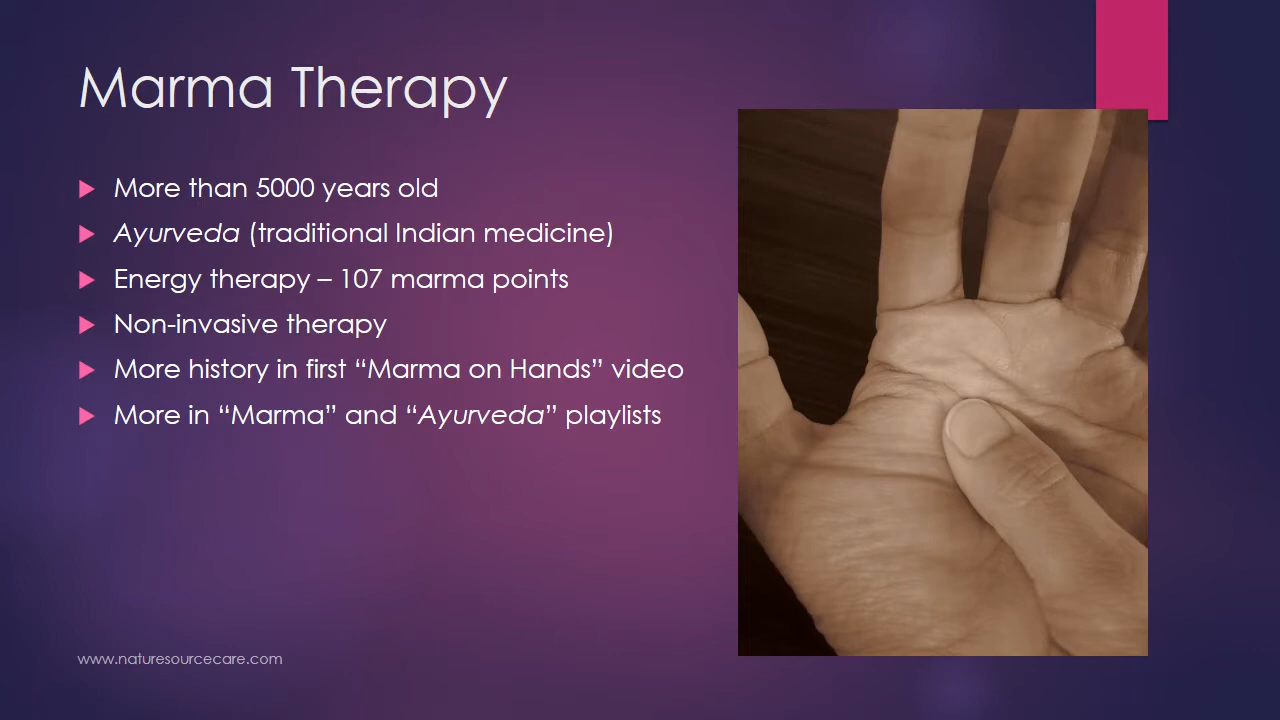 Marma Therapy
More than 5000 years old
Ayurveda (traditional Indian medicine)
Energy therapy – 107 marma points
Non-invasive therapy
More history in first “Marma on Hands” video
More in “Marma” and “Ayurveda” playlists
www.naturesourcecare.com